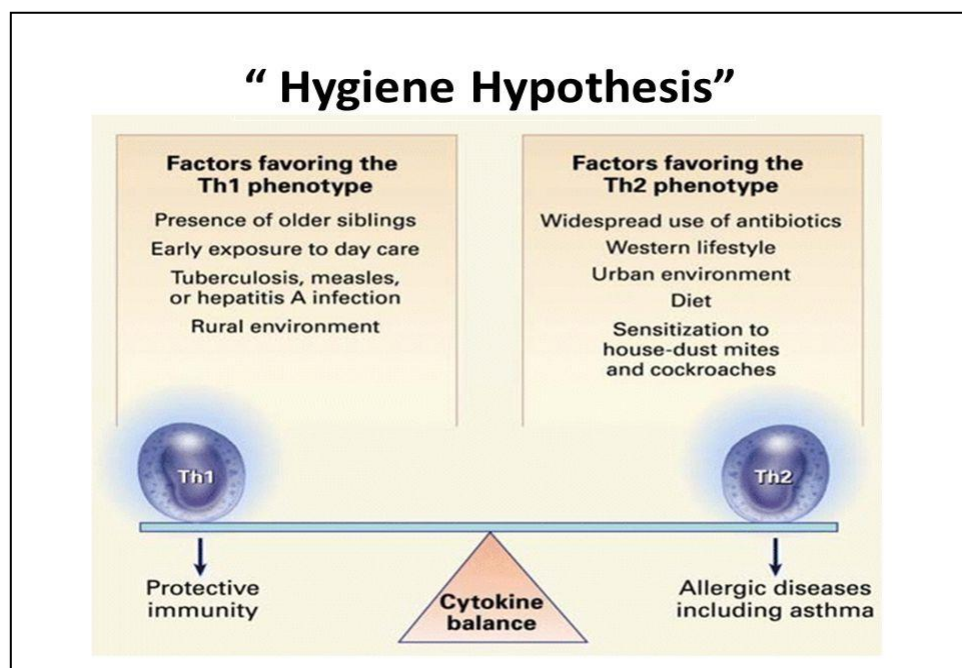 “ Hygiene Hypothesis”
Factors favoring the
Th1 phenotype
Presence of older siblings
Early exposure to day care
Tuberculosis, measles,
or hepatitis A infection
Rural environment
Factors favoring the
Th2 phenotype
Widespread use of antibiotics
Western lifestyle
Urban environment
Diet
Sensitization to
house-dust mites
and cockroaches
Th1
Th2
Protective
immunity
Cytokine
balance
Allergic diseases
including asthma